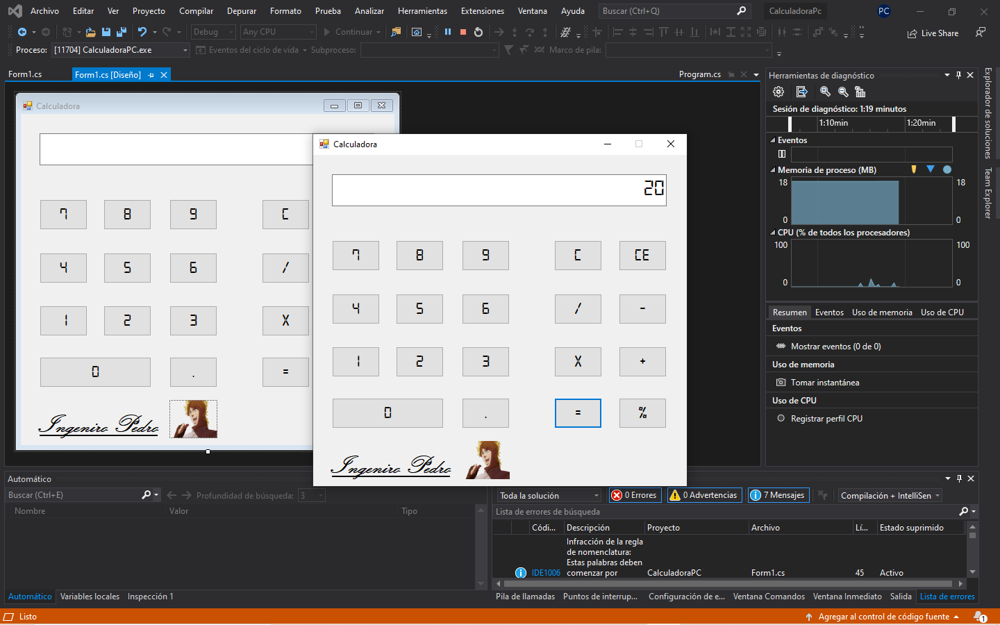 Archivo Editar Ver Proyecto Compilar Depurar Formato Prueba Analizar Herramientas Extensiones Ventana Ayuda Buscar (Ctrl+Q) CalculadoraPc PC
Debug Any CPU Continuar Live Share
Proceso: [11704] CalculadoraPC.exe Eventos del ciclo de vida Subproceso: Marco de pila:
Form1.cs Form1.cs [Diseño] Program.cs
Calculadora
7 8 9 C
4 5 6 /
1 2 3 X
0 . =
Ingeniro Pedro
Calculadora
20
7 8 9 C CE
4 5 6 / -
1 2 3 X +
0 . = %
Ingeniro Pedro
Herramientas de diagnóstico
Sesión de diagnóstico: 1:19 minutos
1:10min 1:20min
Eventos
Memoria de proceso (MB)
18 18
0 0
CPU (% de todos los procesadores)
100 100
0 0
Resumen Eventos Uso de memoria Uso de CPU
Eventos
Mostrar eventos (0 de 0)
Uso de memoria
Tomar instantánea
Uso de CPU
Registrar perfil CPU
Explorador de soluciones
Team Explorer
Automático
Buscar (Ctrl+E) Profundidad de búsqueda: 3
Nombre Valor Tipo
Automático Variables locales Inspección 1
Toda la solución 0 Errores 0 Advertencias 7 Mensajes Compilación + IntelliSen
Lista de errores de búsqueda
Códi... Descripción Proyecto Archivo Lí... Estado suprimido
Infracción de la regla
de nomenclatura:
Estas palabras deben
IDE1006 comenzar por CalculadoraPC Form1.cs 45 Activo
Pila de llamadas Puntos de interrup... Configuración de e... Ventana Comandos Ventana Inmediato Salida Lista de errores
Listo Agregar al control de código fuente 1